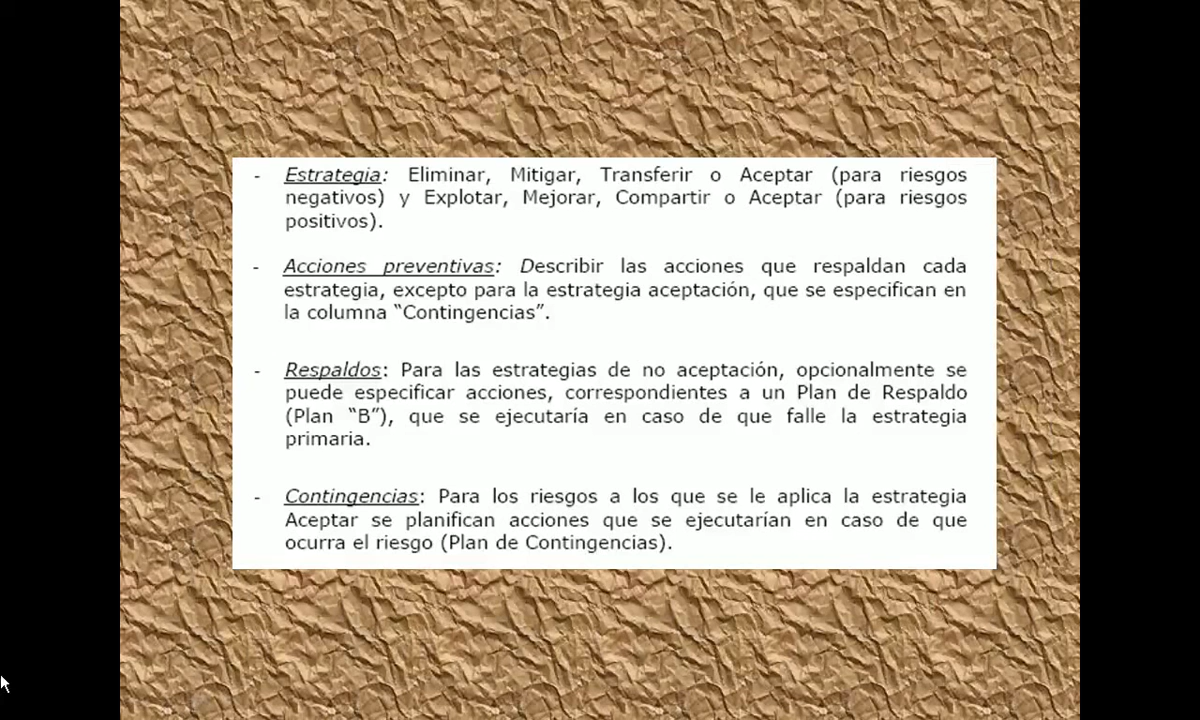 - Estrategia: Eliminar, Mitigar, Transferir o Aceptar (para riesgos
negativos) y Explotar, Mejorar, Compartir o Aceptar (para riesgos
positivos).
- Acciones preventivas: Describir las acciones que respaldan cada
estrategia, excepto para la estrategia aceptación, que se especifican en
la columna “Contingencias”.
- Respaldos: Para las estrategias de no aceptación, opcionalmente se
puede especificar acciones, correspondientes a un Plan de Respaldo
(Plan “B”), que se ejecutaría en caso de que falle la estrategia
primaria.
- Contingencias: Para los riesgos a los que se le aplica la estrategia
Aceptar se planifican acciones que se ejecutarían en caso de que
ocurra el riesgo (Plan de Contingencias).